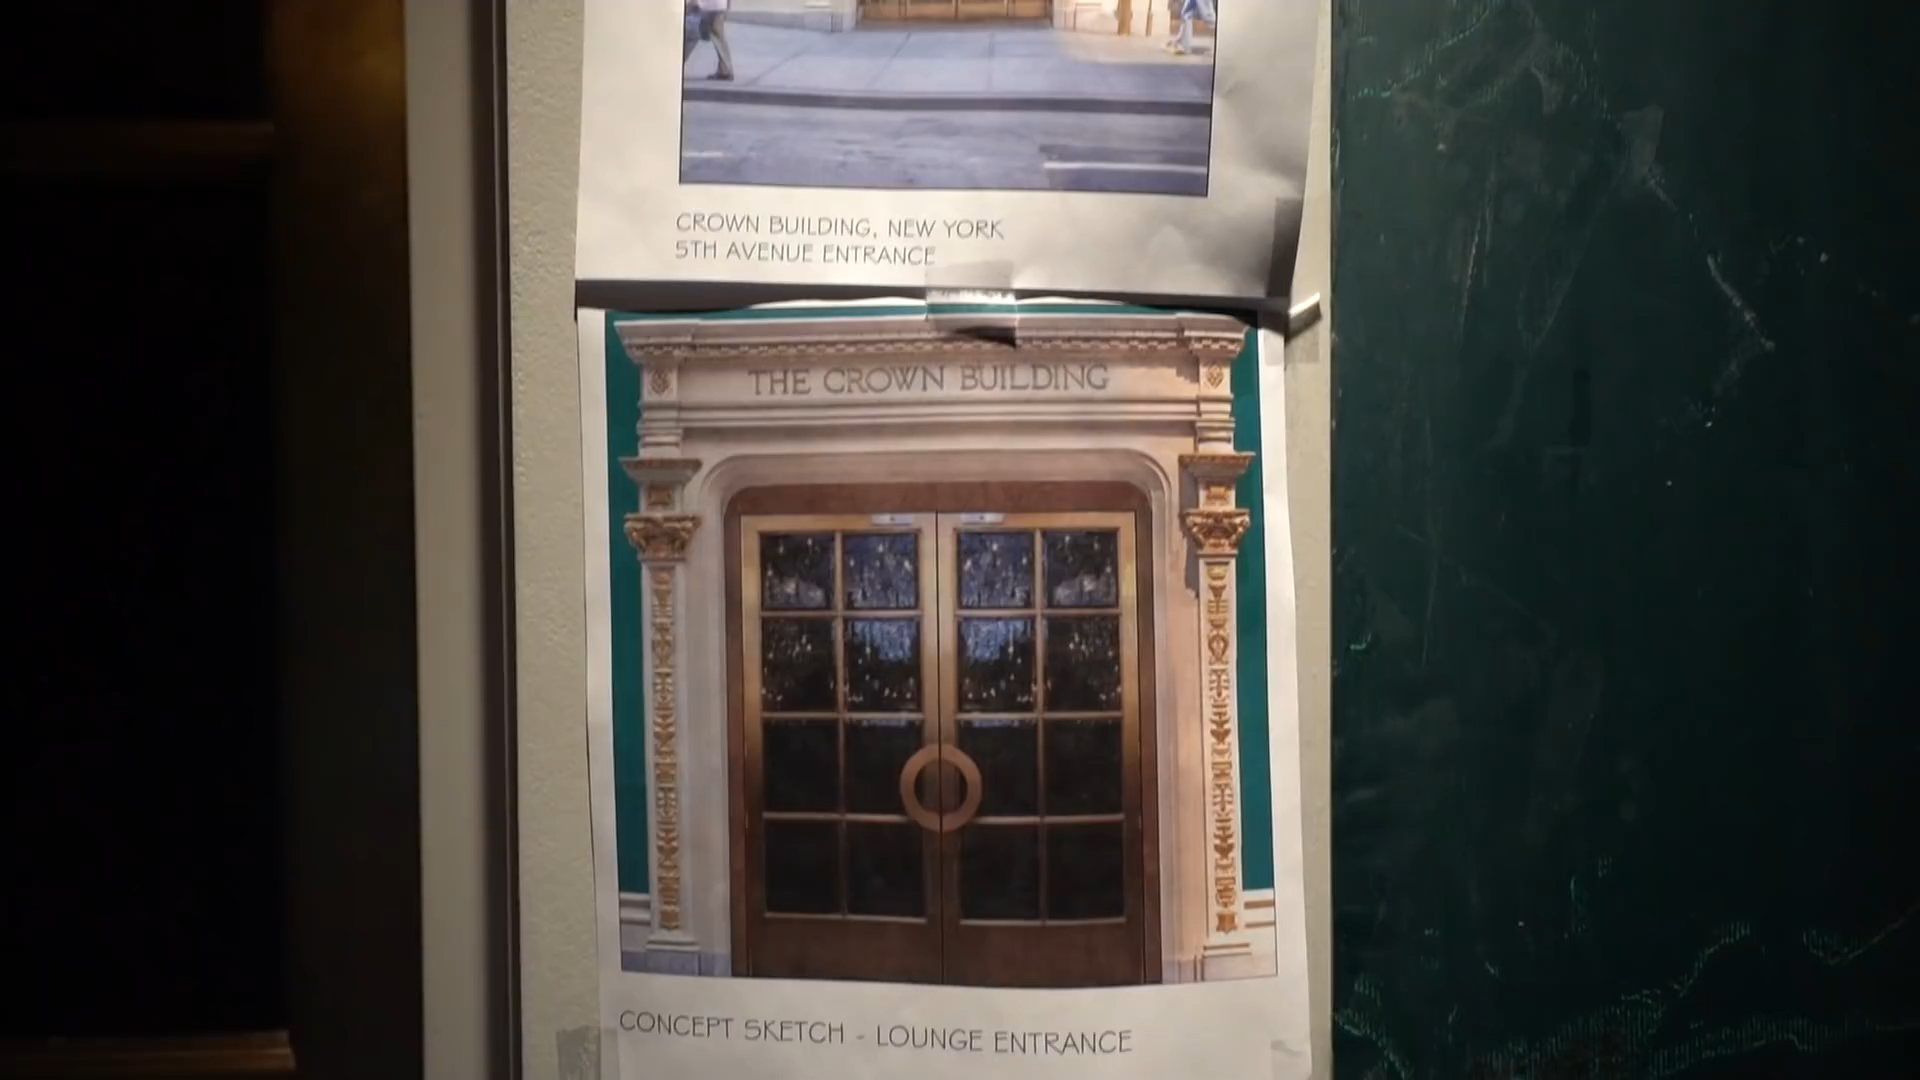 CROWN BUILDING, NEW YORK
5TH AVENUE ENTRANCE
THE CROWN BUILDING
CONCEPT SKETCH - LOUNGE ENTRANCE